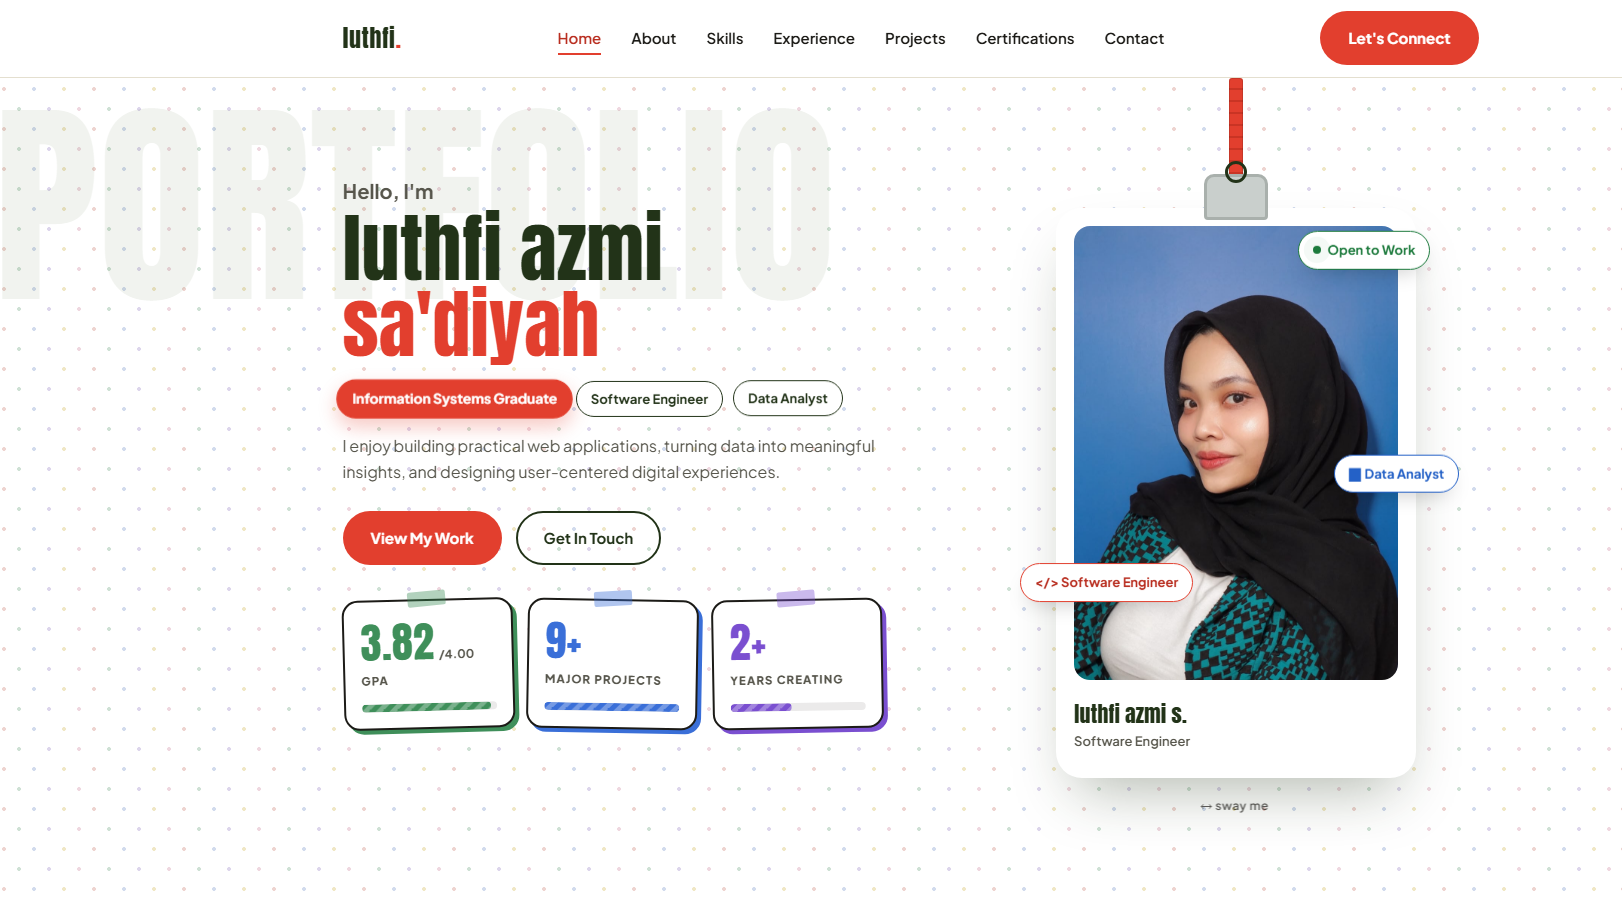 luthfi.
Home About Skills Experience Projects Certifications Contact
Let's Connect
PORTFOLIO
Hello, I'm
luthfi azmi
sa'diyah
Information Systems Graduate
Software Engineer
Data Analyst
I enjoy building practical web applications, turning data into meaningful
insights, and designing user-centered digital experiences.
View My Work
Get In Touch
3.82 /4.00
GPA
9+
MAJOR PROJECTS
2+
YEARS CREATING
Open to Work
Data Analyst
</> Software Engineer
luthfi azmi s.
Software Engineer
↔ sway me